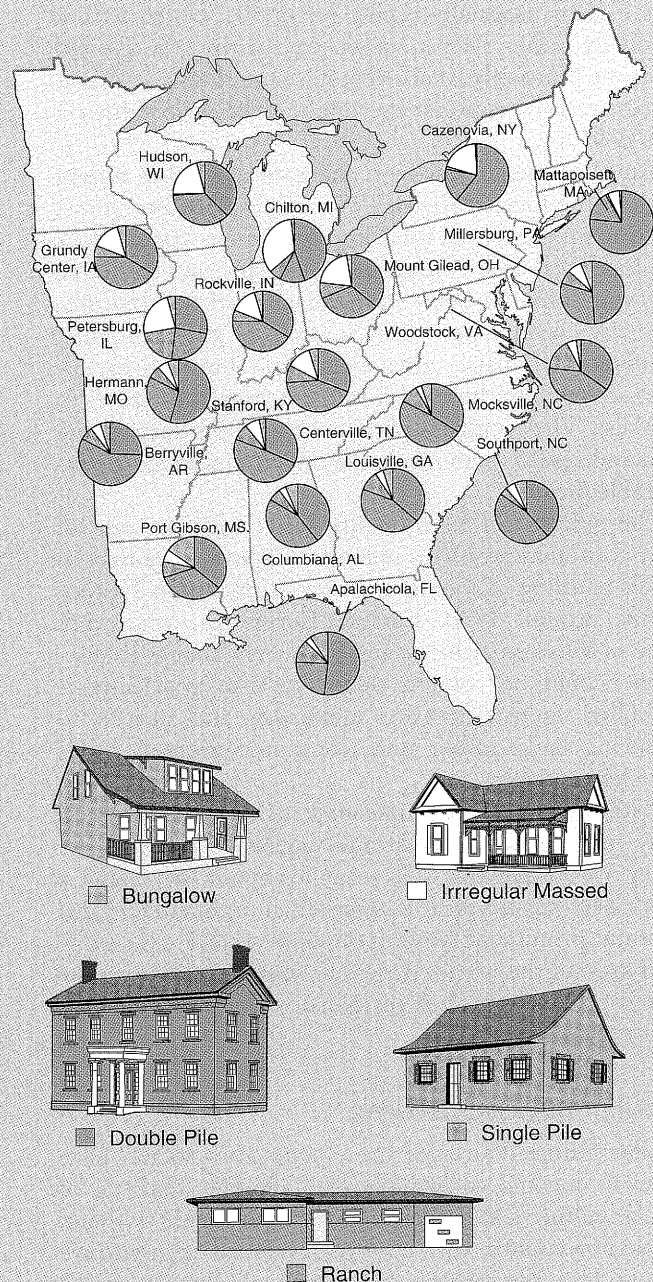 Cazenovia, NY
Hudson,
WI
Mattapoisett,
MA
Chilton, MI
Millersburg, PA
Grundy
Center, IA
Mount Gilead, OH
Rockville, IN
Petersburg,
IL
Woodstock, VA
Hermann,
MO
Stanford, KY
Mocksville, NC
Centerville, TN
Southport, NC
Berryville,
AR
Louisville, GA
Port Gibson, MS.
Columbiana, AL
Apalachicola, FL
Bungalow
Irrregular Massed
Double Pile
Single Pile
Ranch